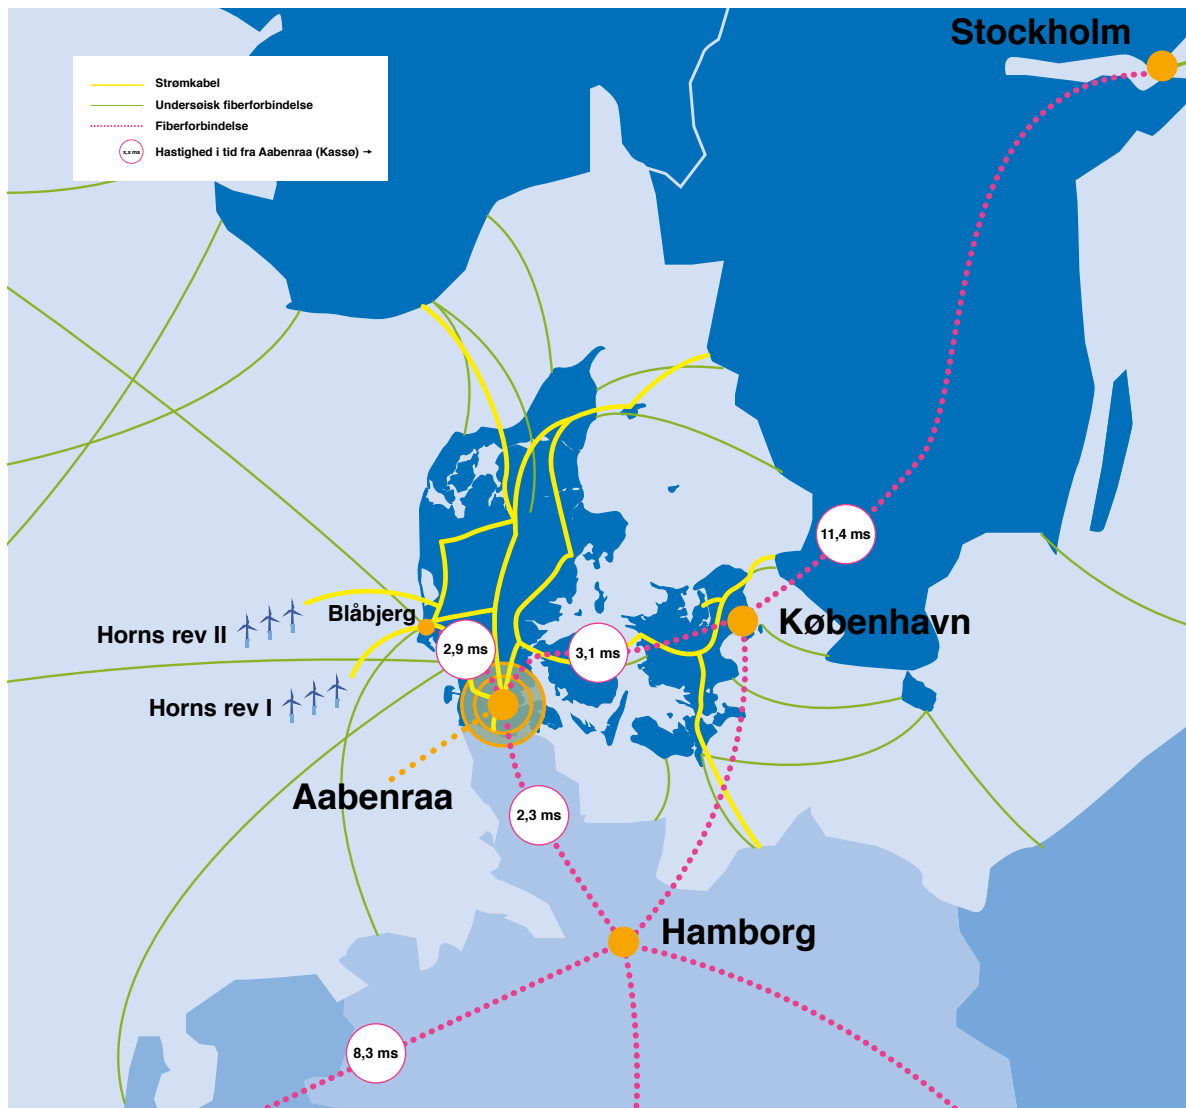 Stockholm
Strømkabel
Undersøisk fiberforbindelse
Fiberforbindelse
x,x ms
Hastighed i tid fra Aabenraa (Kassø) →
11,4 ms
Blåbjerg
København
Horns rev II
2,9 ms
3,1 ms
Horns rev I
Aabenraa
2,3 ms
Hamborg
8,3 ms